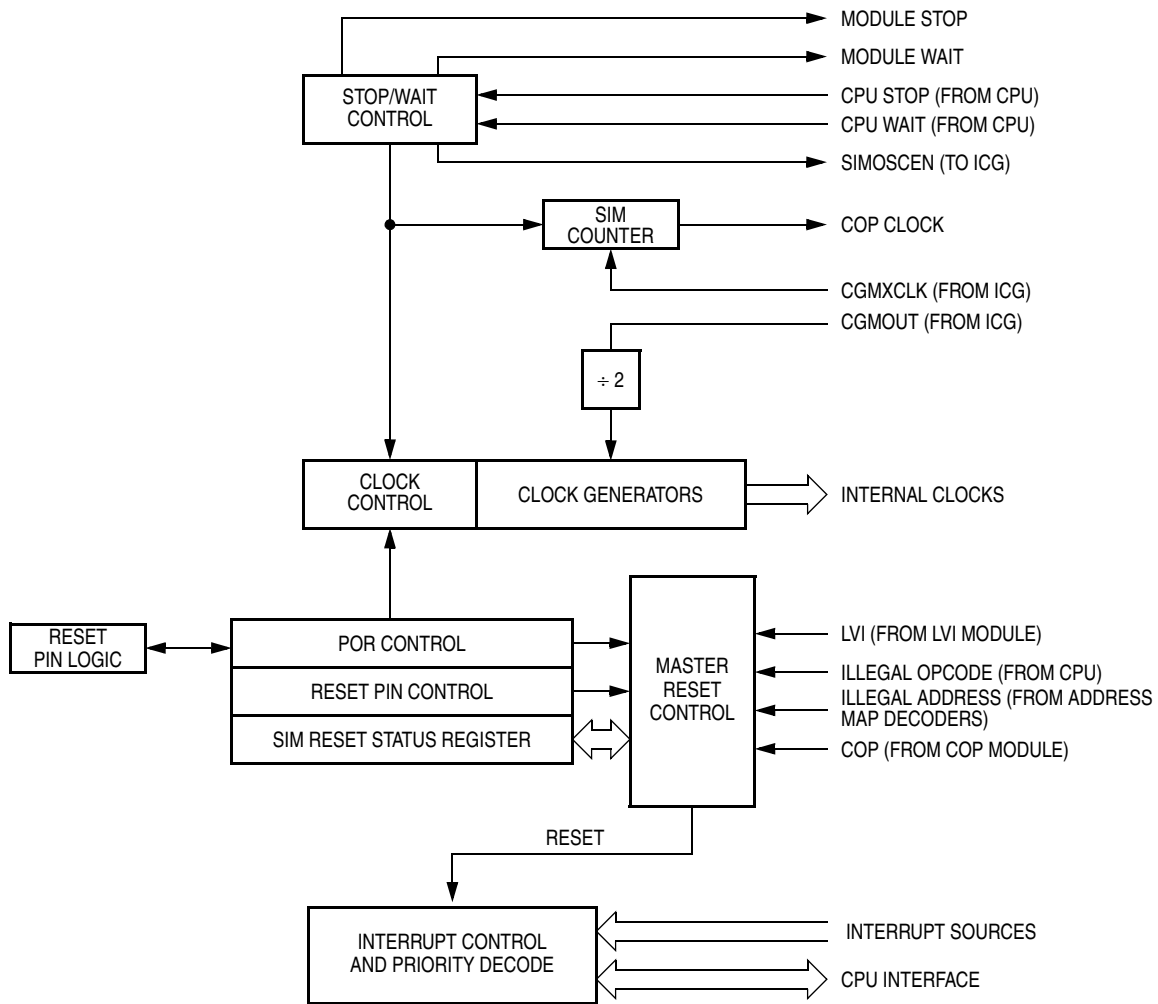 MODULE STOP
MODULE WAIT
STOP/WAIT
CONTROL
CPU STOP (FROM CPU)
CPU WAIT (FROM CPU)
SIMOSCEN (TO ICG)
SIM
COUNTER
COP CLOCK
CGMXCLK (FROM ICG)
CGMOUT (FROM ICG)
÷ 2
CLOCK
CONTROL
CLOCK GENERATORS
INTERNAL CLOCKS
RESET
PIN LOGIC
POR CONTROL
RESET PIN CONTROL
SIM RESET STATUS REGISTER
MASTER
RESET
CONTROL
LVI (FROM LVI MODULE)
ILLEGAL OPCODE (FROM CPU)
ILLEGAL ADDRESS (FROM ADDRESS
MAP DECODERS)
COP (FROM COP MODULE)
RESET
INTERRUPT CONTROL
AND PRIORITY DECODE
INTERRUPT SOURCES
CPU INTERFACE